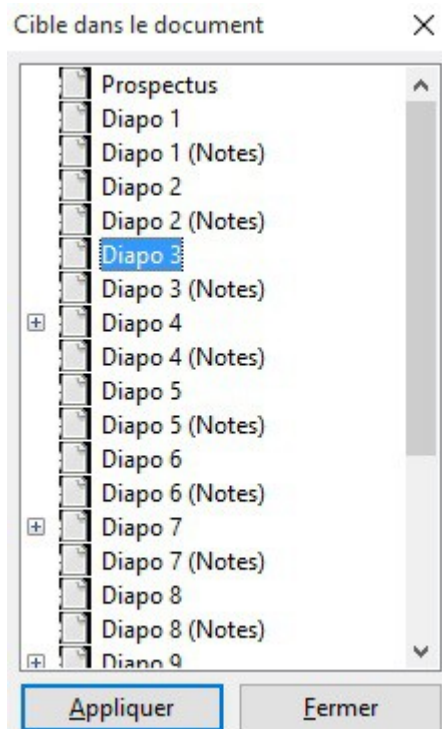 Cible dans le document
Prospectus
Diapo 1
Diapo 1 (Notes)
Diapo 2
Diapo 2 (Notes)
Diapo 3
Diapo 3 (Notes)
Diapo 4
Diapo 4 (Notes)
Diapo 5
Diapo 5 (Notes)
Diapo 6
Diapo 6 (Notes)
Diapo 7
Diapo 7 (Notes)
Diapo 8
Diapo 8 (Notes)
Diapo 9
Appliquer Fermer